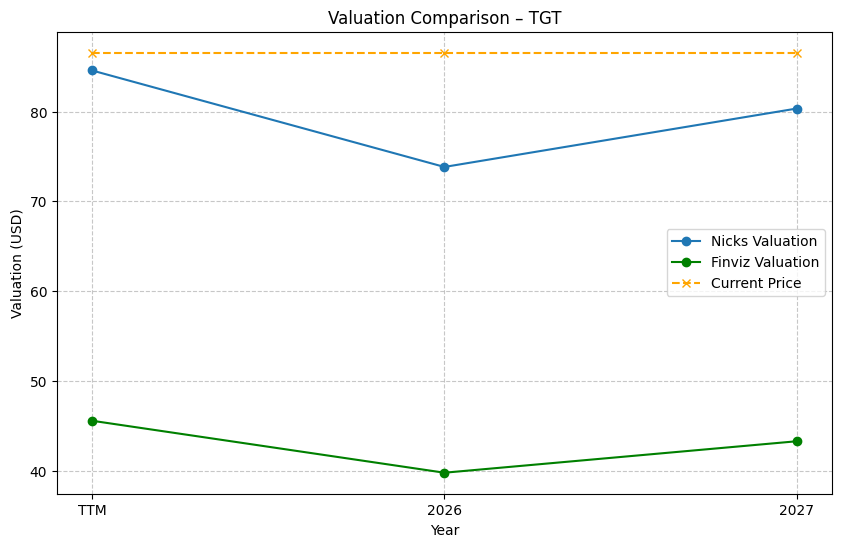 Valuation Comparison – TGT
Valuation (USD)
80
70
60
50
40
Nicks Valuation
Finviz Valuation
Current Price
TTM
2026
2027
Year